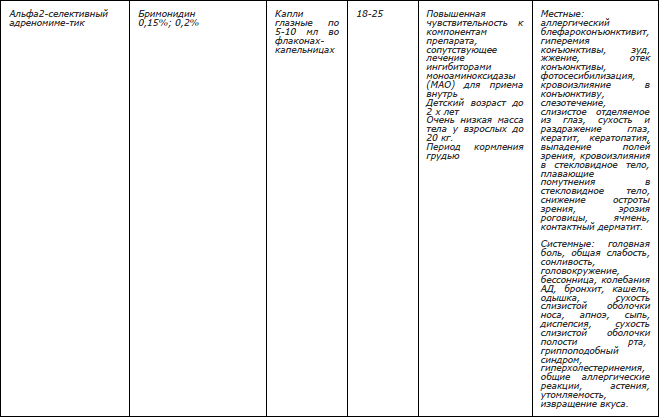 Альфа2-селективный
адреномиме-тик
Бримонидин
0,15%; 0,2%
Капли
глазные по
5-10 мл во
флаконах-
капельницах
18-25
Повышенная
чувствительность к
компонентам
препарата,
сопутствующее
лечение
ингибиторами
моноаминоксидазы
(МАО) для приема
внутрь
Детский возраст до
2 х лет
Очень низкая масса
тела у взрослых до
20 кг.
Период кормления
грудью
Местные:
аллергический
блефароконъюнктивит,
гиперемия
конъюнктивы, зуд,
жжение, отек
конъюнктивы,
фотосесибилизация,
кровоизлияние в
конъюнктиву,
слезотечение,
слизистое отделяемое
из глаз, сухость и
раздражение глаз,
кератит, кератопатия,
выпадение полей
зрения, кровоизлияния
в стекловидное тело,
плавающие
помутнения в
стекловидное тело,
снижение остроты
зрения, эрозия
роговицы, ячмень,
контактный дерматит.
Системные: головная
боль, общая слабость,
сонливость,
головокружение,
бессонница, колебания
АД, бронхит, кашель,
одышка, сухость
слизистой оболочки
носа, апноэ, сыпь,
диспепсия, сухость
слизистой оболочки
полости рта,
гриппоподобный
синдром,
гиперхолестеринемия,
общие аллергические
реакции, астения,
утомляемость,
извращение вкуса.